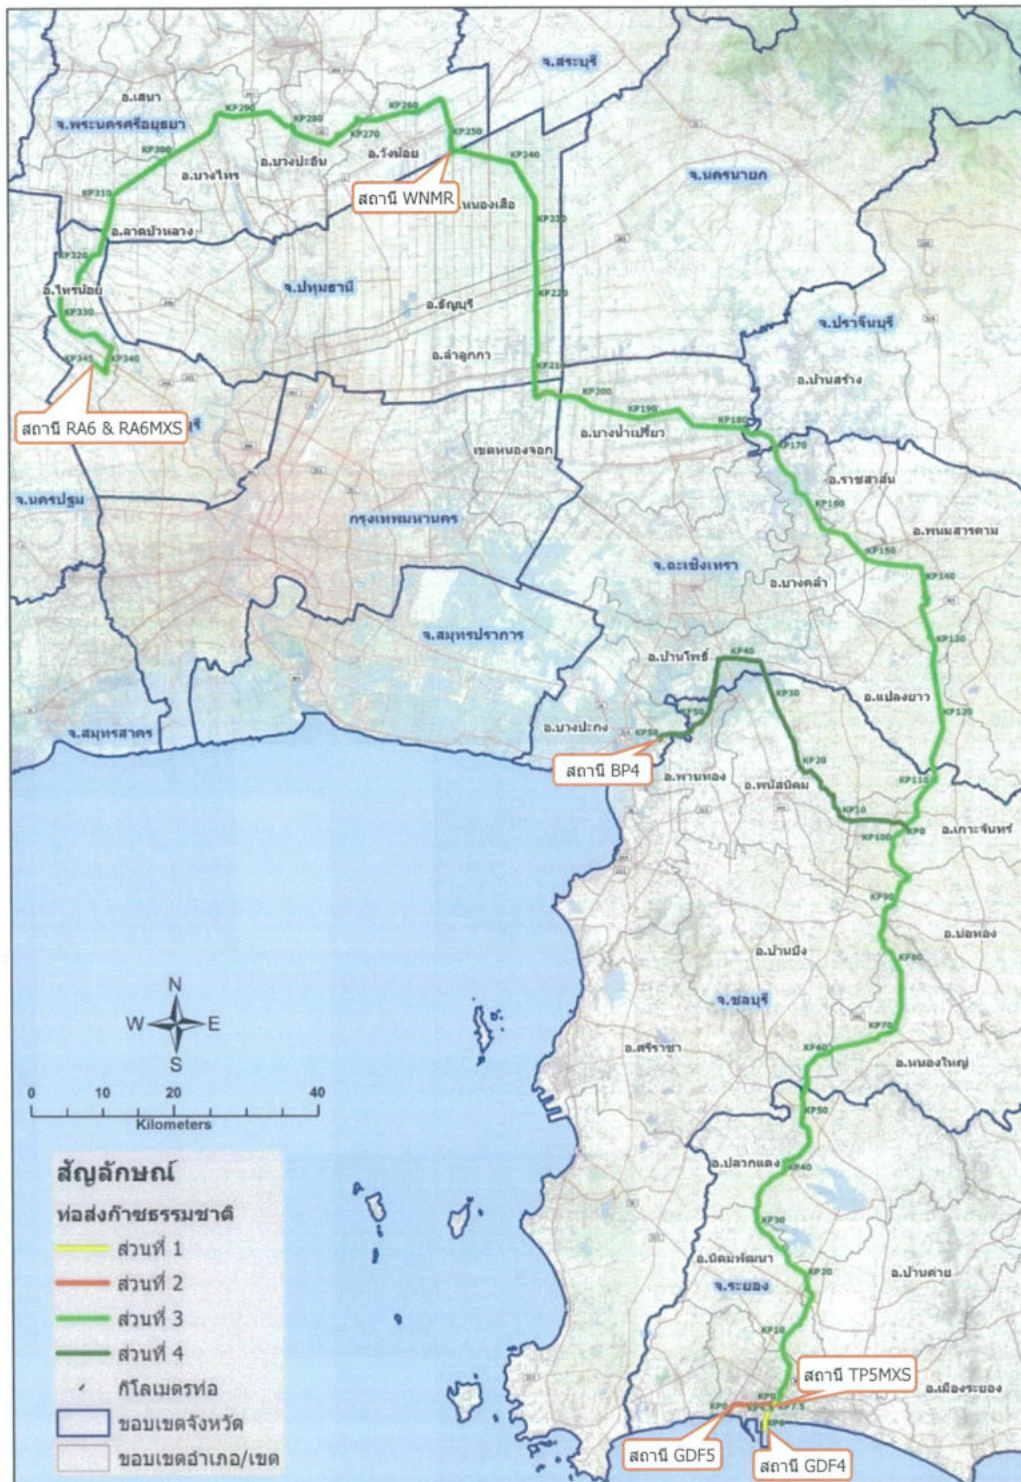 จ.สระบุรี
อ.เสนา
KP290
KP260
จ.พระนครศรีอยุธยา
KP280
KP270
KP250
KP300
อ.บางปะอิน
อ.วังน้อย
KP240
อ.บางไทร
จ.นครนายก
KP310
สถานี WNMR
หนองเสือ
KP230
อ.ลาดบัวหลวง
KP320
จ.ปทุมธานี
อ.ไทรน้อย
KP220
อ.ธัญบุรี
KP330
จ.ปราจีนบุรี
KP345
KP340
อ.ลำลูกกา
KP210
อ.บ้านสร้าง
KP200
KP190
สถานี RA6 & RA6MXS
รี
อ.บางน้ำเปรี้ยว
KP180
KP170
เขตหนองจอก
อ.ราชสาส์น
จ.นครปฐม
KP160
กรุงเทพมหานคร
อ.พนมสารคาม
KP150
จ.ฉะเชิงเทรา
อ.บางคล้า
KP140
จ.สมุทรปราการ
KP130
อ.บ้านโพธิ์
KP40
KP30
อ.แปลงยาว
KP50
KP120
อ.บางปะกง
จ.สมุทรสาคร
KP58
สถานี BP4
KP20
อ.พานทอง
อ.พนัสนิคม
KP110
KP10
KP0
อ.เกาะจันทร์
KP100
KP90
อ.บ่อทอง
อ.บ้านบึง
KP80
จ.ชลบุรี
N
W
E
S
KP70
อ.ศรีราชา
KP60
อ.หนองใหญ่
0
20
40
Kilometers
KP50
อ.ปลวกแดง
KP40
สัญลักษณ์
ท่อส่งก๊าซธรรมชาติ
KP30
ส่วนที่ 1
อ.นิคมพัฒนา
KP20
อ.บ้านค่าย
ส่วนที่ 2
จ.ระยอง
ส่วนที่ 3
KP10
ส่วนที่ 4
สถานี TP5MXS
กิโลเมตรท่อ
อ.เมืองระยอง
KP0
KP0
ขอบเขตจังหวัด
KP0
สถานี GDF5
สถานี GDF4
ขอบเขตอำเภอ/เขต